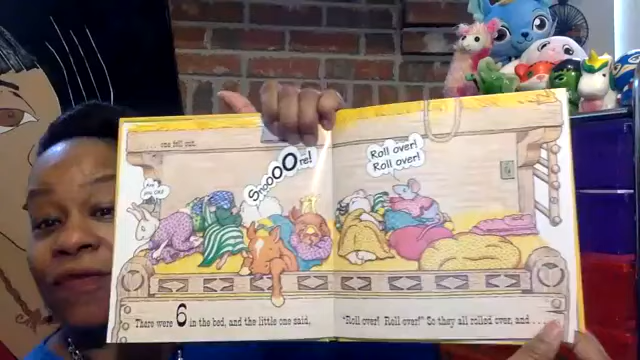 ... one fell out.
Are
you OK?
SnoOOOre!
Roll over!
Roll over!
There were 6 in the bed, and the little one said,
"Roll over! Roll over!" So they all rolled over, and ...